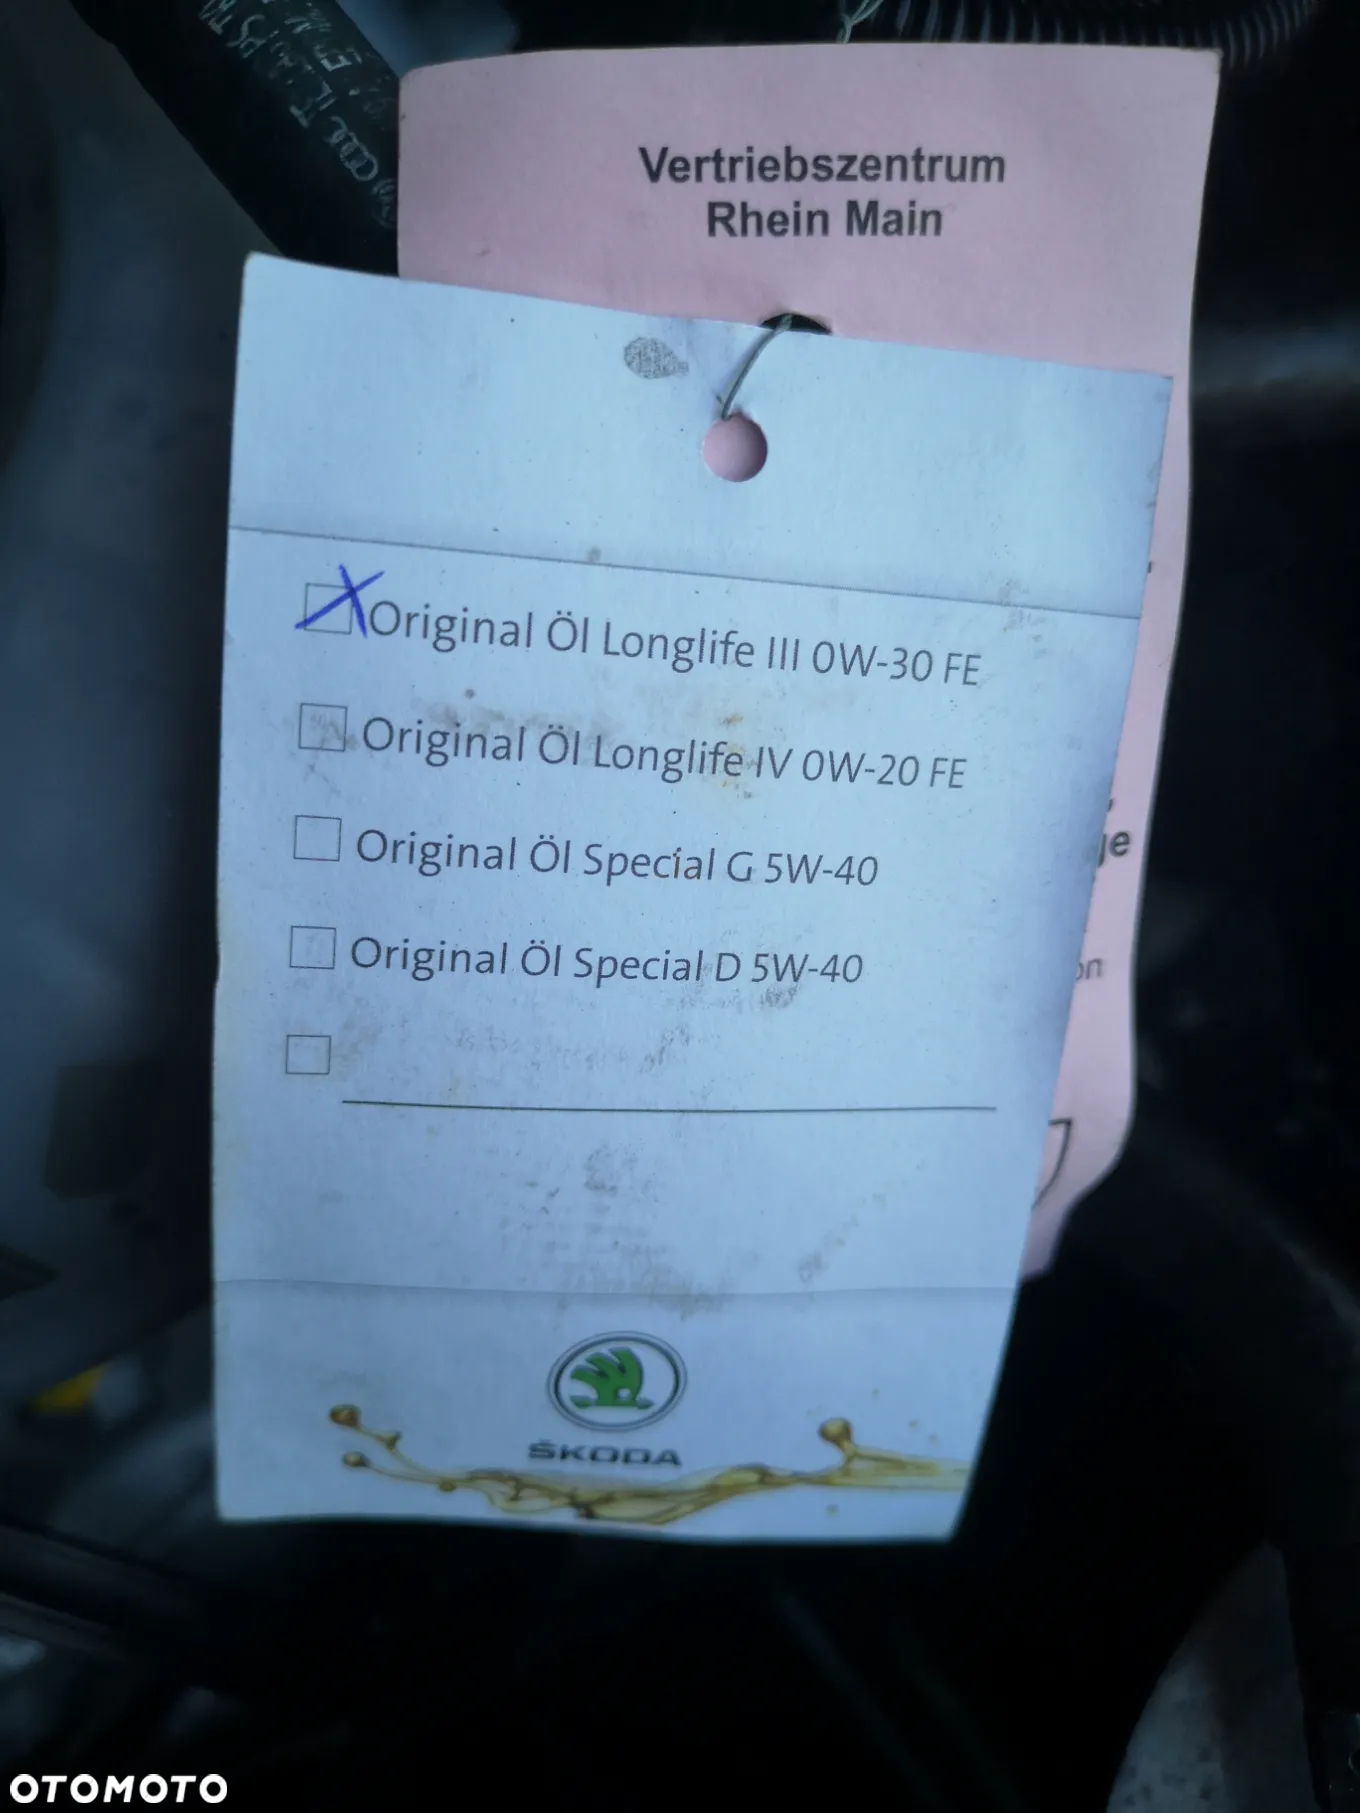 Vertriebszentrum
Rhein Main
Original Öl Longlife III 0W-30 FE
Original Öl Longlife IV 0W-20 FE
Original Öl Special G 5W-40
Original Öl Special D 5W-40
ŠKODA
OTOMOTO